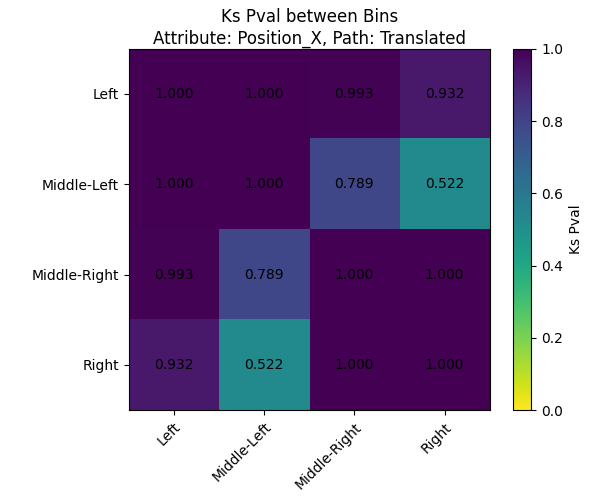 Ks Pval between Bins
Attribute: Position_X, Path: Translated
Left 1.000 1.000 0.993 0.932
Middle-Left 1.000 1.000 0.789 0.522
Middle-Right 0.993 0.789 1.000 1.000
Right 0.932 0.522 1.000 1.000
Left Middle-Left Middle-Right Right
1.0
0.8
0.6
0.4
0.2
0.0
Ks Pval